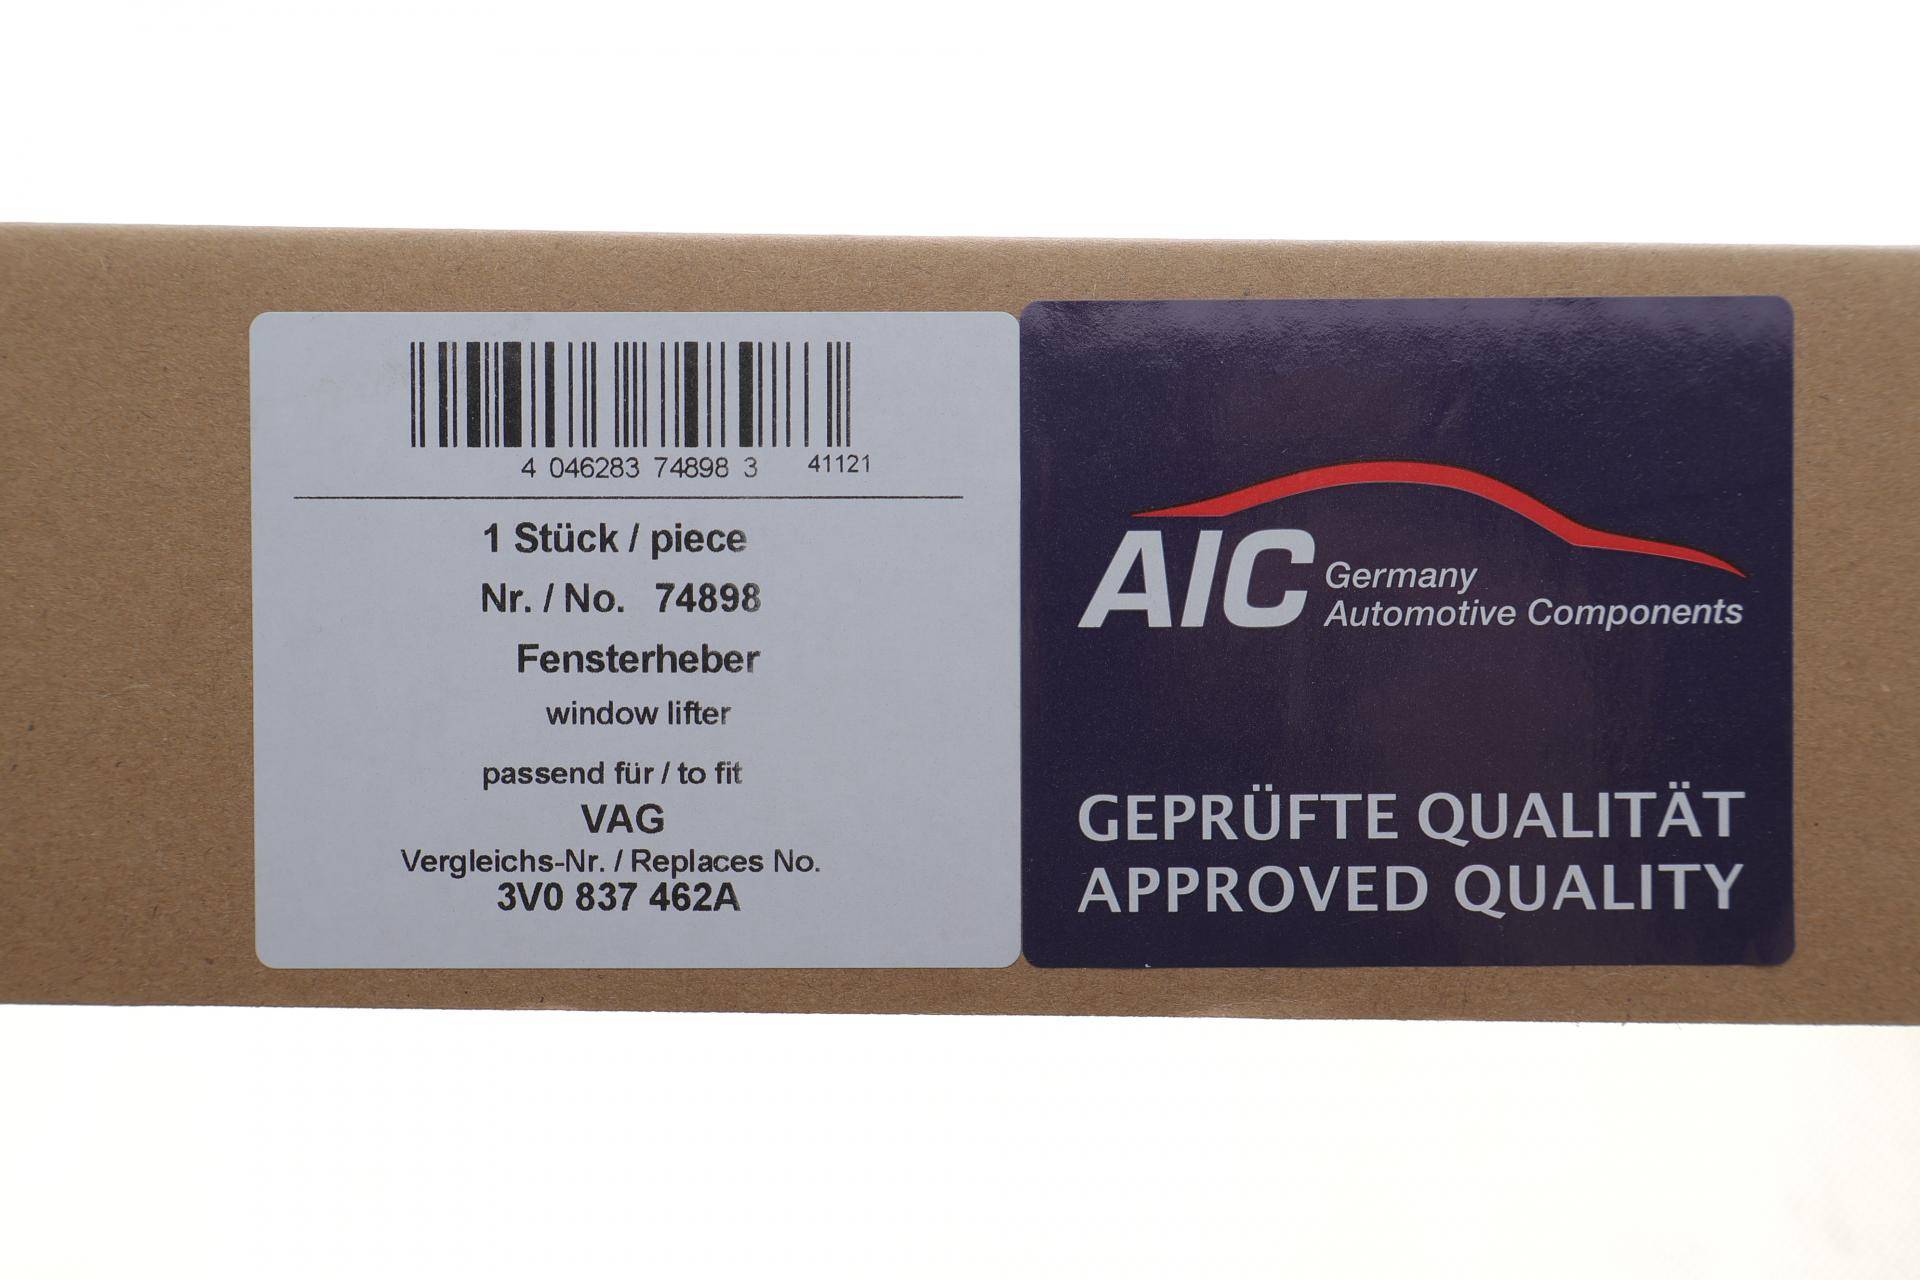 4 046283 74898 3 41121
1 Stück / piece
Nr. / No. 74898
Fensterheber
window lifter
passend für / to fit
VAG
Vergleichs-Nr. / Replaces No.
3V0 837 462A
AIC Germany
Automotive Components
GEPRÜFTE QUALITÄT
APPROVED QUALITY